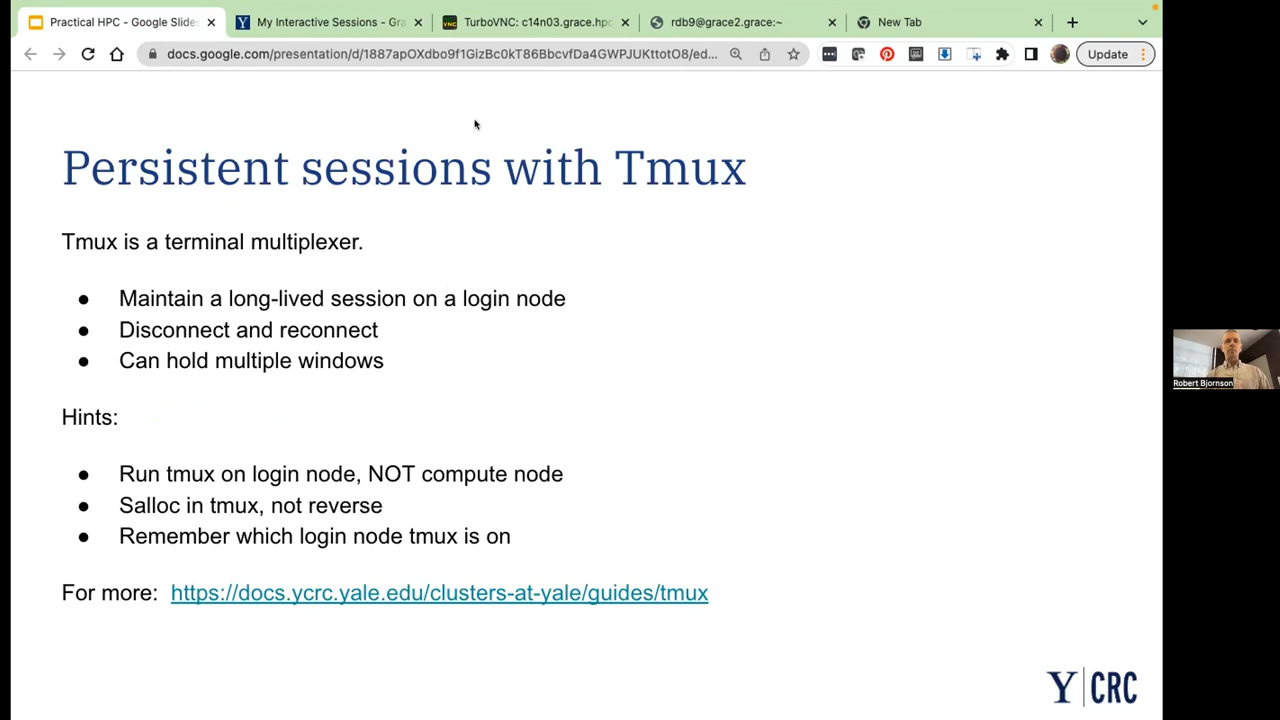 Practical HPC - Google Slides
My Interactive Sessions - Gra
TurboVNC: c14n03.grace.hpc.
rdb9@grace2.grace:~
New Tab
docs.google.com/presentation/d/1887apOXdbo9f1GizBc0kT86BbcvfDa4GWPJUKttotO8/ed...
Update
Persistent sessions with Tmux
Tmux is a terminal multiplexer.
● Maintain a long-lived session on a login node
● Disconnect and reconnect
● Can hold multiple windows
Hints:
● Run tmux on login node, NOT compute node
● Salloc in tmux, not reverse
● Remember which login node tmux is on
For more: https://docs.ycrc.yale.edu/clusters-at-yale/guides/tmux
Robert Bjornson
Y CRC